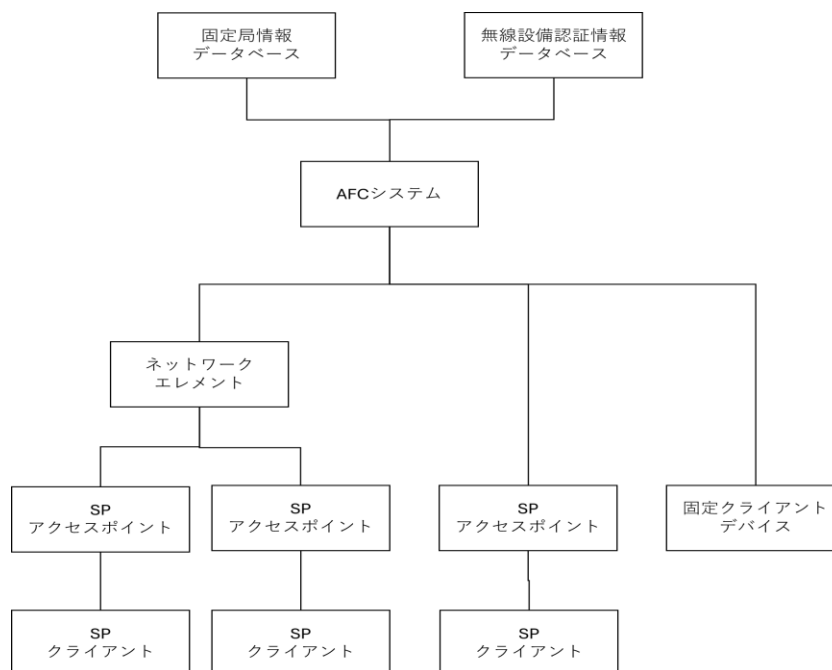 固定局情報
データベース
無線設備認証情報
データベース
AFCシステム
ネットワーク
エレメント
SP
アクセスポイント
SP
アクセスポイント
SP
アクセスポイント
固定クライアント
デバイス
SP
クライアント
SP
クライアント
SP
クライアント